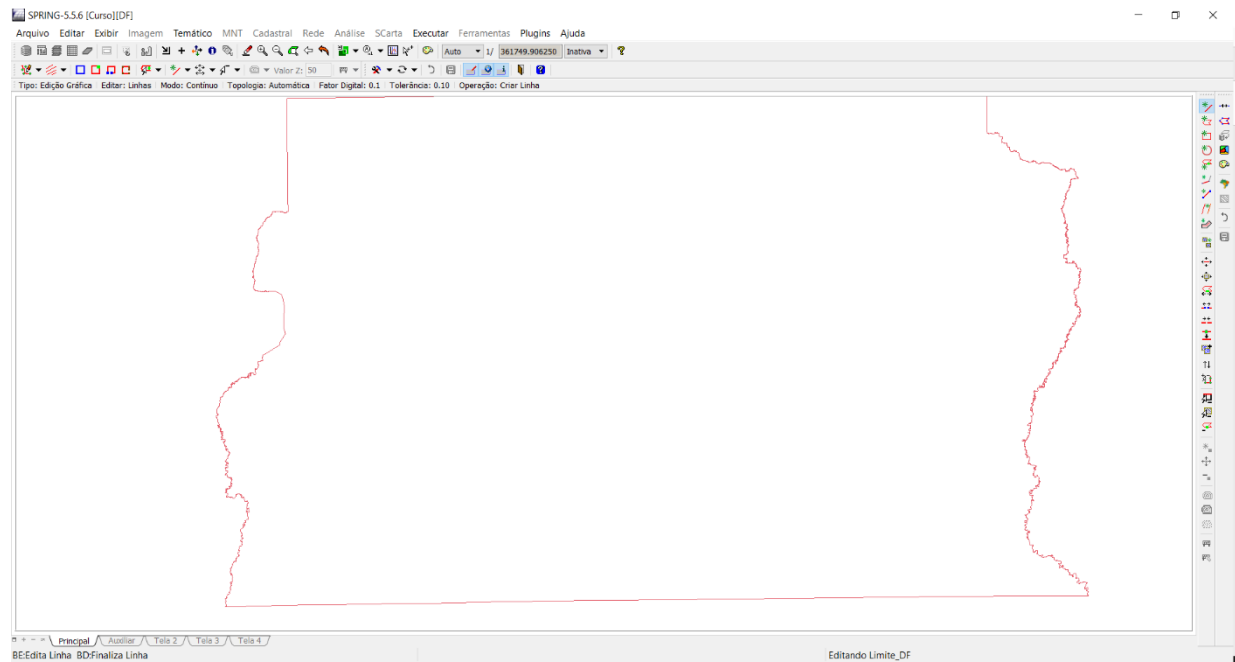 SPRING-5.5.6 [Curso][DF]
Arquivo Editar Exibir Imagem Temático MNT Cadastral Rede Análise SCarta Executar Ferramentas Plugins Ajuda
Auto 1/ 361749.906250 Inativa
Valor Z: 50
Tipo: Edição Gráfica Editar: Linhas Modo: Contínuo Topologia: Automática Fator Digital: 0.1 Tolerância: 0.10 Operação: Criar Linha
Principal Auxiliar Tela 2 Tela 3 Tela 4
BE:Edita Linha BD:Finaliza Linha Editando Limite_DF